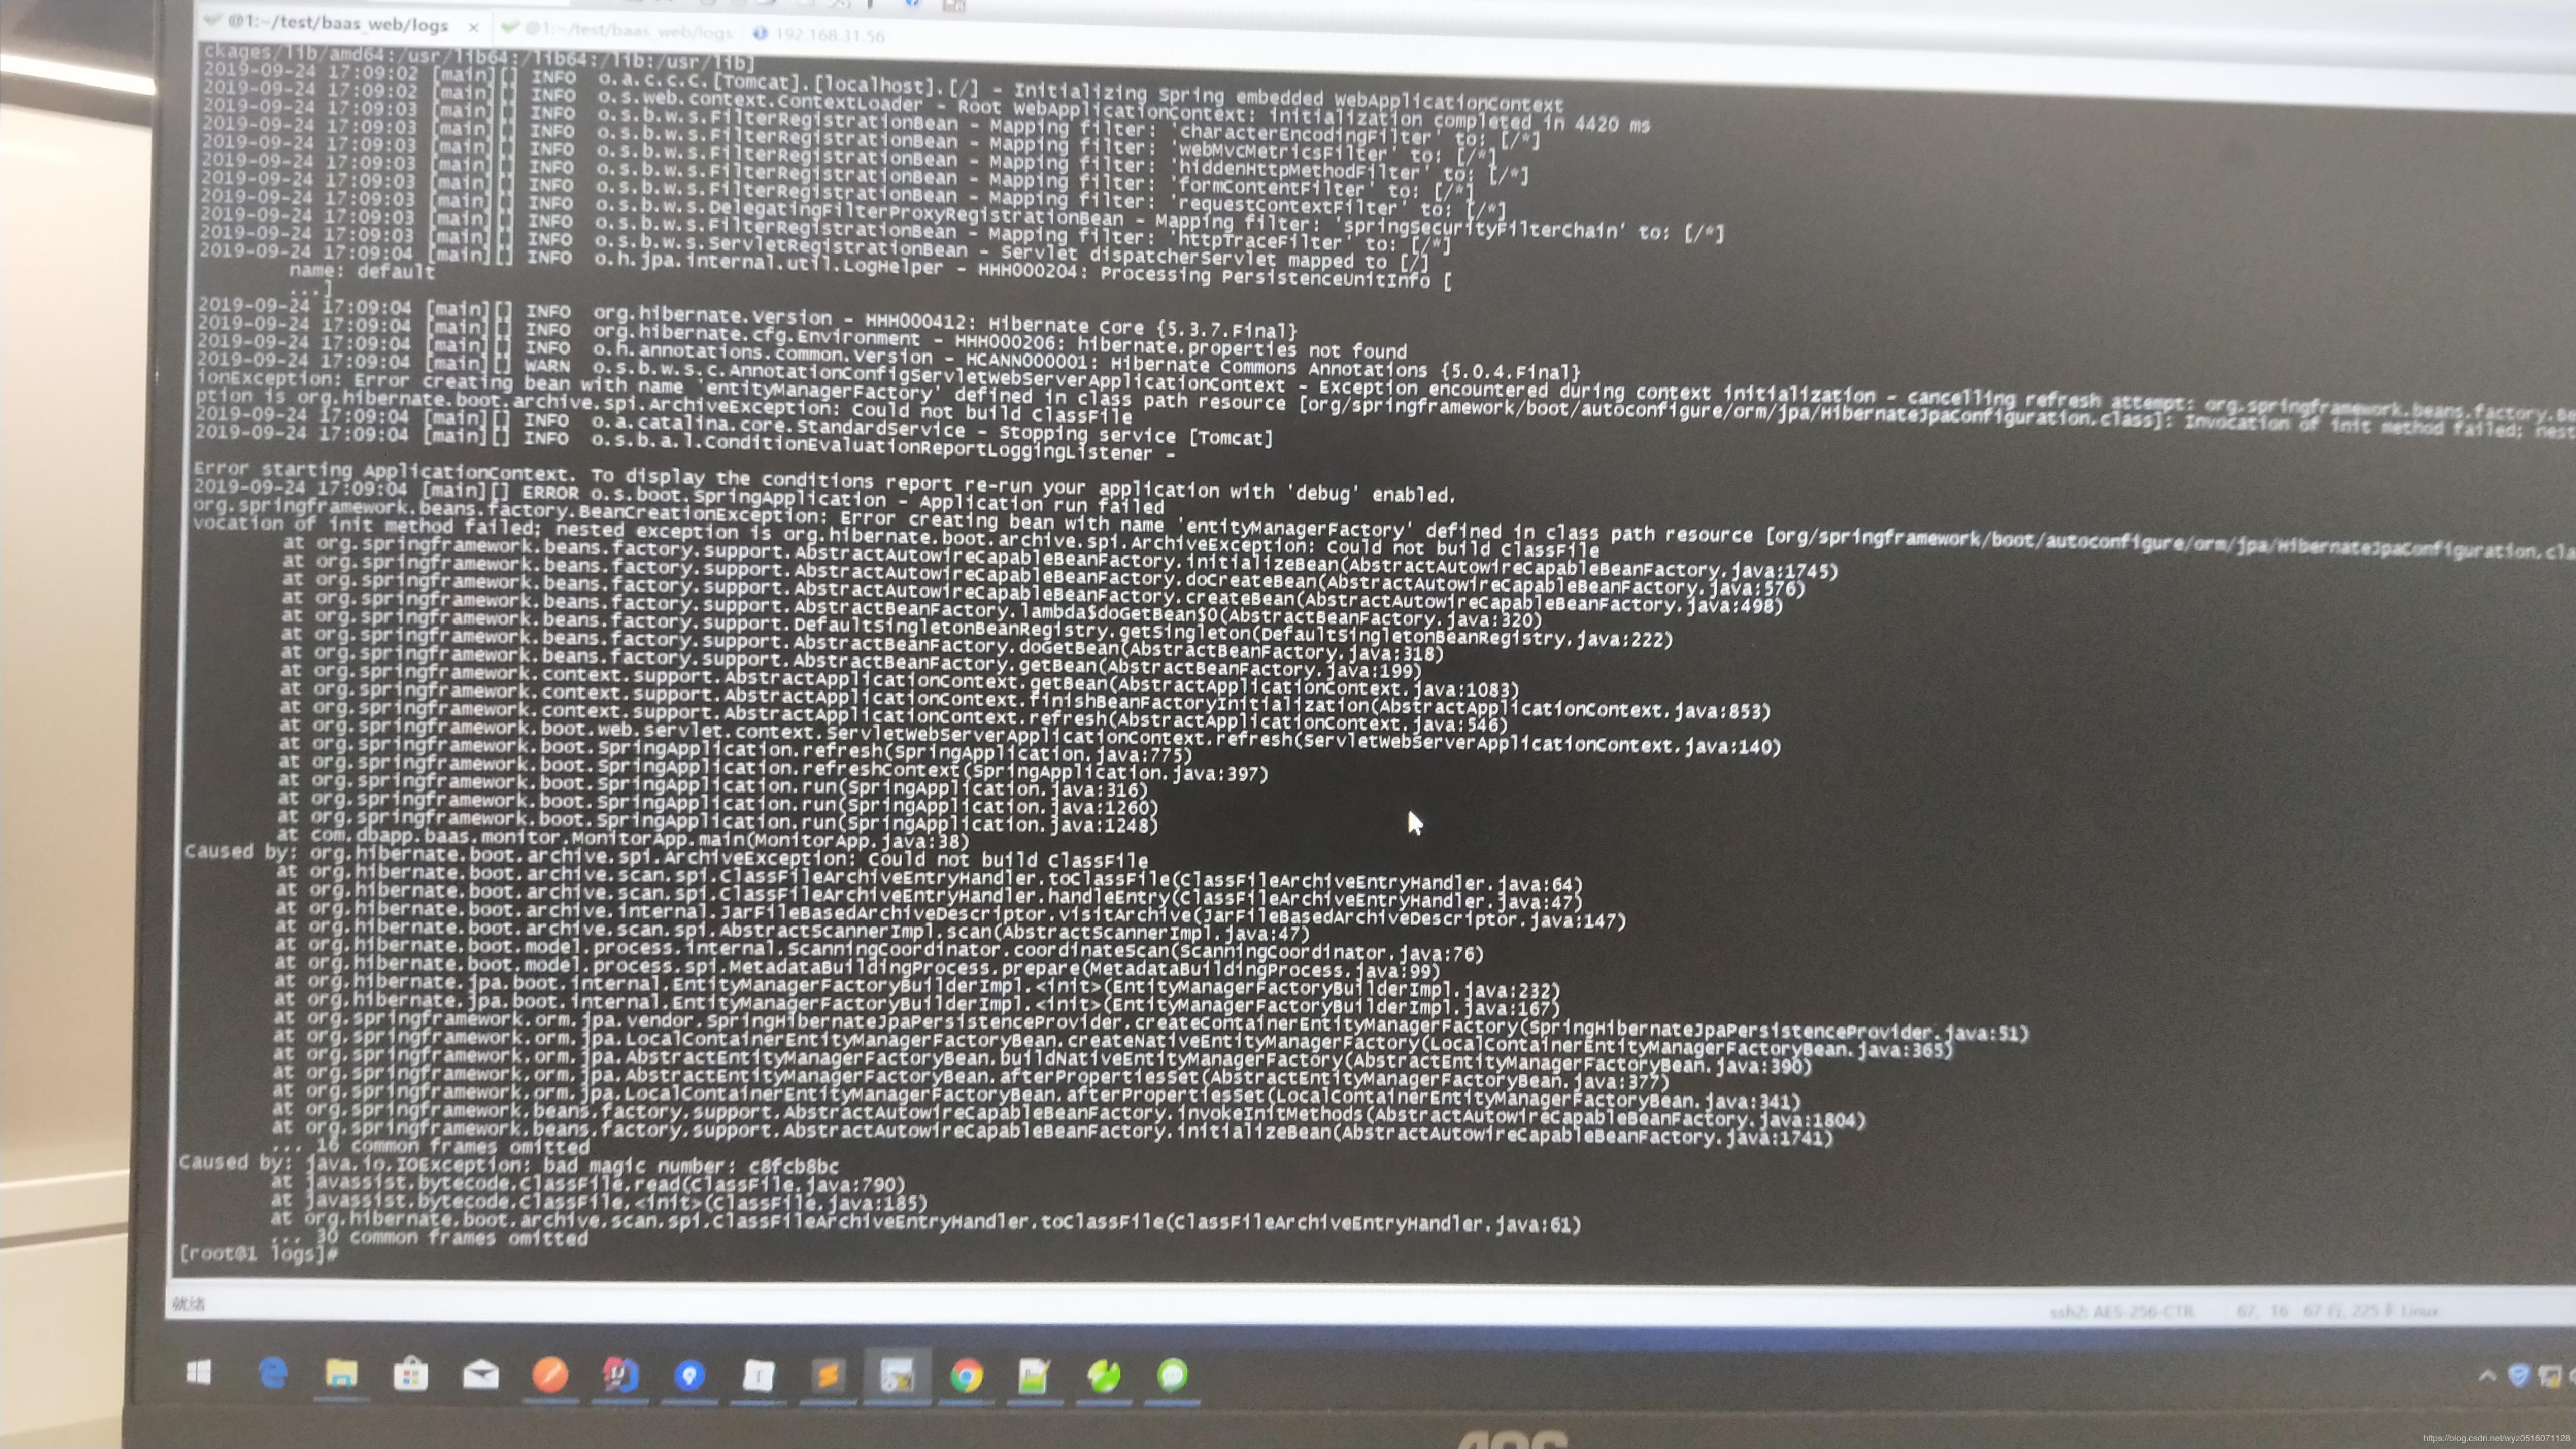 @1:~/test/baas_web/logs × @1:~/test/baas_web/logs 192.168.31.56
ckages/lib/amd64:/usr/lib64:/lib64:/lib:/usr/lib]
2019-09-24 17:09:02 [main][] INFO o.a.c.c.C.[Tomcat].[localhost].[/] - Initializing Spring embedded WebApplicationContext
2019-09-24 17:09:02 [main][] INFO o.s.web.context.ContextLoader - Root WebApplicationContext: initialization completed in 4420 ms
2019-09-24 17:09:03 [main][] INFO o.s.b.w.s.FilterRegistrationBean - Mapping filter: 'characterEncodingFilter' to: [/*]
2019-09-24 17:09:03 [main][] INFO o.s.b.w.s.FilterRegistrationBean - Mapping filter: 'webMvcMetricsFilter' to: [/*]
2019-09-24 17:09:03 [main][] INFO o.s.b.w.s.FilterRegistrationBean - Mapping filter: 'hiddenHttpMethodFilter' to: [/*]
2019-09-24 17:09:03 [main][] INFO o.s.b.w.s.FilterRegistrationBean - Mapping filter: 'formContentFilter' to: [/*]
2019-09-24 17:09:03 [main][] INFO o.s.b.w.s.FilterRegistrationBean - Mapping filter: 'requestContextFilter' to: [/*]
2019-09-24 17:09:03 [main][] INFO o.s.b.w.s.DelegatingFilterProxyRegistrationBean - Mapping filter: 'springSecurityFilterChain' to: [/*]
2019-09-24 17:09:03 [main][] INFO o.s.b.w.s.FilterRegistrationBean - Mapping filter: 'httpTraceFilter' to: [/*]
2019-09-24 17:09:03 [main][] INFO o.s.b.w.s.ServletRegistrationBean - Servlet dispatcherServlet mapped to [/]
2019-09-24 17:09:04 [main][] INFO o.h.jpa.internal.util.LogHelper - HHH000204: Processing PersistenceUnitInfo [
name: default
...]
2019-09-24 17:09:04 [main][] INFO org.hibernate.Version - HHH000412: Hibernate Core {5.3.7.Final}
2019-09-24 17:09:04 [main][] INFO org.hibernate.cfg.Environment - HHH000206: hibernate.properties not found
2019-09-24 17:09:04 [main][] INFO o.h.annotations.common.Version - HCANN000001: Hibernate Commons Annotations {5.0.4.Final}
2019-09-24 17:09:04 [main][] WARN o.s.b.w.s.c.AnnotationConfigServletWebServerApplicationContext - Exception encountered during context initialization - cancelling refresh attempt: org.springframework.beans.factory.B
ionException: Error creating bean with name 'entityManagerFactory' defined in class path resource [org/springframework/boot/autoconfigure/orm/jpa/HibernateJpaConfiguration.class]: Invocation of init method failed; nest
ption is org.hibernate.boot.archive.spi.ArchiveException: Could not build ClassFile
2019-09-24 17:09:04 [main][] INFO o.a.catalina.core.StandardService - Stopping service [Tomcat]
2019-09-24 17:09:04 [main][] INFO o.s.b.a.l.ConditionEvaluationReportLoggingListener -
Error starting ApplicationContext. To display the conditions report re-run your application with 'debug' enabled.
2019-09-24 17:09:04 [main][] ERROR o.s.boot.SpringApplication - Application run failed
org.springframework.beans.factory.BeanCreationException: Error creating bean with name 'entityManagerFactory' defined in class path resource [org/springframework/boot/autoconfigure/orm/jpa/HibernateJpaConfiguration.cla
vocation of init method failed; nested exception is org.hibernate.boot.archive.spi.ArchiveException: Could not build ClassFile
at org.springframework.beans.factory.support.AbstractAutowireCapableBeanFactory.initializeBean(AbstractAutowireCapableBeanFactory.java:1745)
at org.springframework.beans.factory.support.AbstractAutowireCapableBeanFactory.doCreateBean(AbstractAutowireCapableBeanFactory.java:576)
at org.springframework.beans.factory.support.AbstractAutowireCapableBeanFactory.createBean(AbstractAutowireCapableBeanFactory.java:498)
at org.springframework.beans.factory.support.AbstractBeanFactory.lambda$doGetBean$0(AbstractBeanFactory.java:320)
at org.springframework.beans.factory.support.DefaultSingletonBeanRegistry.getSingleton(DefaultSingletonBeanRegistry.java:222)
at org.springframework.beans.factory.support.AbstractBeanFactory.doGetBean(AbstractBeanFactory.java:318)
at org.springframework.beans.factory.support.AbstractBeanFactory.getBean(AbstractBeanFactory.java:199)
at org.springframework.context.support.AbstractApplicationContext.getBean(AbstractApplicationContext.java:1083)
at org.springframework.context.support.AbstractApplicationContext.finishBeanFactoryInitialization(AbstractApplicationContext.java:853)
at org.springframework.context.support.AbstractApplicationContext.refresh(AbstractApplicationContext.java:546)
at org.springframework.boot.web.servlet.context.ServletWebServerApplicationContext.refresh(ServletWebServerApplicationContext.java:140)
at org.springframework.boot.SpringApplication.refresh(SpringApplication.java:775)
at org.springframework.boot.SpringApplication.refreshContext(SpringApplication.java:397)
at org.springframework.boot.SpringApplication.run(SpringApplication.java:316)
at org.springframework.boot.SpringApplication.run(SpringApplication.java:1260)
at org.springframework.boot.SpringApplication.run(SpringApplication.java:1248)
at com.dbapp.baas.monitor.MonitorApp.main(MonitorApp.java:38)
Caused by: org.hibernate.boot.archive.spi.ArchiveException: Could not build ClassFile
at org.hibernate.boot.archive.scan.spi.ClassFileArchiveEntryHandler.toClassFile(ClassFileArchiveEntryHandler.java:64)
at org.hibernate.boot.archive.scan.spi.ClassFileArchiveEntryHandler.handleEntry(ClassFileArchiveEntryHandler.java:47)
at org.hibernate.boot.archive.internal.JarFileBasedArchiveDescriptor.visitArchive(JarFileBasedArchiveDescriptor.java:147)
at org.hibernate.boot.archive.scan.spi.AbstractScannerImpl.scan(AbstractScannerImpl.java:47)
at org.hibernate.boot.model.process.internal.ScanningCoordinator.coordinateScan(ScanningCoordinator.java:76)
at org.hibernate.boot.model.process.spi.MetadataBuildingProcess.prepare(MetadataBuildingProcess.java:99)
at org.hibernate.jpa.boot.internal.EntityManagerFactoryBuilderImpl.<init>(EntityManagerFactoryBuilderImpl.java:232)
at org.hibernate.jpa.boot.internal.EntityManagerFactoryBuilderImpl.<init>(EntityManagerFactoryBuilderImpl.java:167)
at org.springframework.orm.jpa.vendor.SpringHibernateJpaPersistenceProvider.createContainerEntityManagerFactory(SpringHibernateJpaPersistenceProvider.java:51)
at org.springframework.orm.jpa.LocalContainerEntityManagerFactoryBean.createNativeEntityManagerFactory(LocalContainerEntityManagerFactoryBean.java:365)
at org.springframework.orm.jpa.AbstractEntityManagerFactoryBean.buildNativeEntityManagerFactory(AbstractEntityManagerFactoryBean.java:390)
at org.springframework.orm.jpa.AbstractEntityManagerFactoryBean.afterPropertiesSet(AbstractEntityManagerFactoryBean.java:377)
at org.springframework.orm.jpa.LocalContainerEntityManagerFactoryBean.afterPropertiesSet(LocalContainerEntityManagerFactoryBean.java:341)
at org.springframework.beans.factory.support.AbstractAutowireCapableBeanFactory.invokeInitMethods(AbstractAutowireCapableBeanFactory.java:1804)
at org.springframework.beans.factory.support.AbstractAutowireCapableBeanFactory.initializeBean(AbstractAutowireCapableBeanFactory.java:1741)
... 16 common frames omitted
Caused by: java.io.IOException: bad magic number: c8fcb8bc
at javassist.bytecode.ClassFile.read(ClassFile.java:790)
at javassist.bytecode.ClassFile.<init>(ClassFile.java:185)
at org.hibernate.boot.archive.scan.spi.ClassFileArchiveEntryHandler.toClassFile(ClassFileArchiveEntryHandler.java:61)
... 30 common frames omitted
[root@1 logs]#
就绪 ssh2: AES-256-CTR 67, 16 67 行, 225 Linux
AOC
https://blog.csdn.net/wyz0516071128